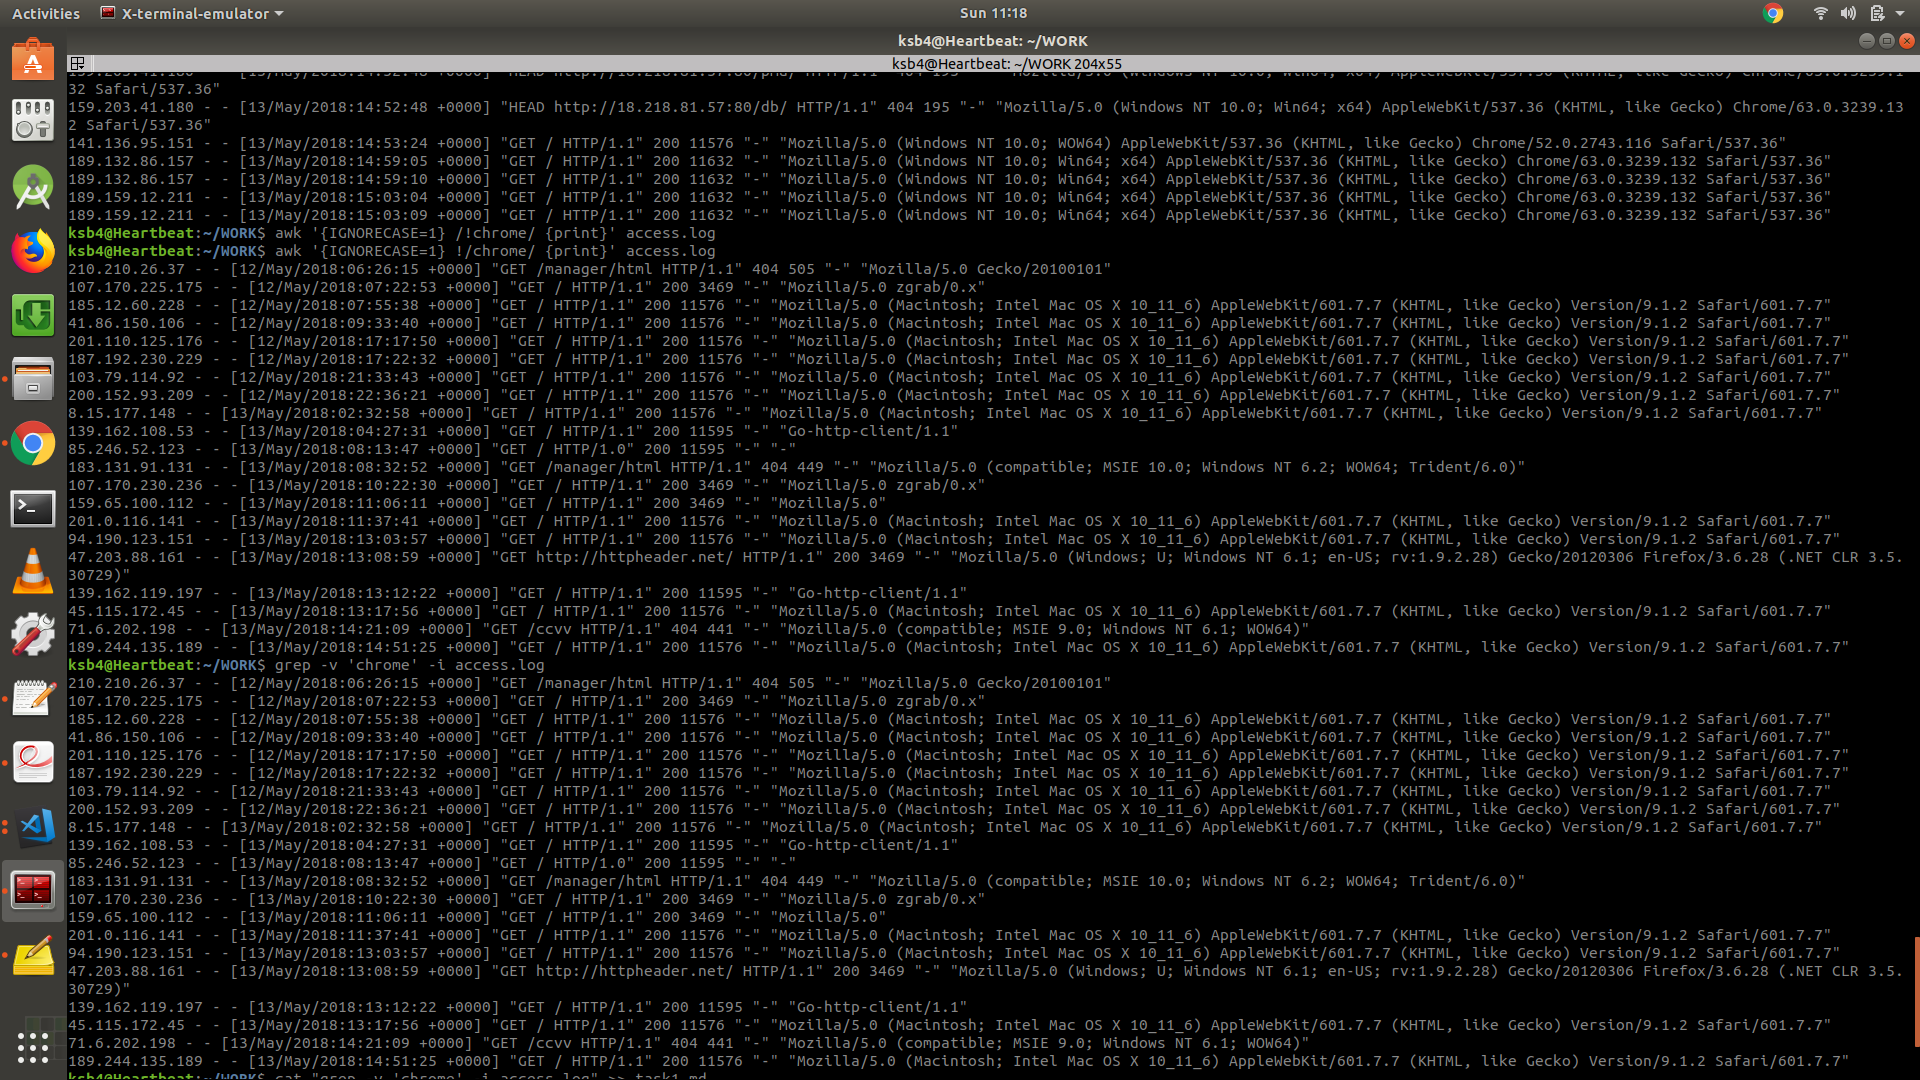 Activities X-terminal-emulator Sun 11:18
ksb4@Heartbeat: ~/WORK
ksb4@Heartbeat: ~/WORK 204x55
132 Safari/537.36"
159.203.41.180 - - [13/May/2018:14:52:48 +0000] "HEAD http://18.218.81.57:80/db/ HTTP/1.1" 404 195 "-" "Mozilla/5.0 (Windows NT 10.0; Win64; x64) AppleWebKit/537.36 (KHTML, like Gecko) Chrome/63.0.3239.13
2 Safari/537.36"
141.136.95.151 - - [13/May/2018:14:53:24 +0000] "GET / HTTP/1.1" 200 11576 "-" "Mozilla/5.0 (Windows NT 10.0; WOW64) AppleWebKit/537.36 (KHTML, like Gecko) Chrome/52.0.2743.116 Safari/537.36"
189.132.86.157 - - [13/May/2018:14:59:05 +0000] "GET / HTTP/1.1" 200 11632 "-" "Mozilla/5.0 (Windows NT 10.0; Win64; x64) AppleWebKit/537.36 (KHTML, like Gecko) Chrome/63.0.3239.132 Safari/537.36"
189.132.86.157 - - [13/May/2018:14:59:10 +0000] "GET / HTTP/1.1" 200 11632 "-" "Mozilla/5.0 (Windows NT 10.0; Win64; x64) AppleWebKit/537.36 (KHTML, like Gecko) Chrome/63.0.3239.132 Safari/537.36"
189.159.12.211 - - [13/May/2018:15:03:04 +0000] "GET / HTTP/1.1" 200 11632 "-" "Mozilla/5.0 (Windows NT 10.0; Win64; x64) AppleWebKit/537.36 (KHTML, like Gecko) Chrome/63.0.3239.132 Safari/537.36"
189.159.12.211 - - [13/May/2018:15:03:09 +0000] "GET / HTTP/1.1" 200 11632 "-" "Mozilla/5.0 (Windows NT 10.0; Win64; x64) AppleWebKit/537.36 (KHTML, like Gecko) Chrome/63.0.3239.132 Safari/537.36"
ksb4@Heartbeat:~/WORK$ awk '{IGNORECASE=1} /!chrome/ {print}' access.log
ksb4@Heartbeat:~/WORK$ awk '{IGNORECASE=1} !/chrome/ {print}' access.log
210.210.26.37 - - [12/May/2018:06:26:15 +0000] "GET /manager/html HTTP/1.1" 404 505 "-" "Mozilla/5.0 Gecko/20100101"
107.170.225.175 - - [12/May/2018:07:22:53 +0000] "GET / HTTP/1.1" 200 3469 "-" "Mozilla/5.0 zgrab/0.x"
185.12.60.228 - - [12/May/2018:07:55:38 +0000] "GET / HTTP/1.1" 200 11576 "-" "Mozilla/5.0 (Macintosh; Intel Mac OS X 10_11_6) AppleWebKit/601.7.7 (KHTML, like Gecko) Version/9.1.2 Safari/601.7.7"
41.86.150.106 - - [12/May/2018:09:33:40 +0000] "GET / HTTP/1.1" 200 11576 "-" "Mozilla/5.0 (Macintosh; Intel Mac OS X 10_11_6) AppleWebKit/601.7.7 (KHTML, like Gecko) Version/9.1.2 Safari/601.7.7"
201.110.125.176 - - [12/May/2018:17:17:50 +0000] "GET / HTTP/1.1" 200 11576 "-" "Mozilla/5.0 (Macintosh; Intel Mac OS X 10_11_6) AppleWebKit/601.7.7 (KHTML, like Gecko) Version/9.1.2 Safari/601.7.7"
187.192.230.229 - - [12/May/2018:17:22:32 +0000] "GET / HTTP/1.1" 200 11576 "-" "Mozilla/5.0 (Macintosh; Intel Mac OS X 10_11_6) AppleWebKit/601.7.7 (KHTML, like Gecko) Version/9.1.2 Safari/601.7.7"
103.79.114.92 - - [12/May/2018:21:33:43 +0000] "GET / HTTP/1.1" 200 11576 "-" "Mozilla/5.0 (Macintosh; Intel Mac OS X 10_11_6) AppleWebKit/601.7.7 (KHTML, like Gecko) Version/9.1.2 Safari/601.7.7"
200.152.93.209 - - [12/May/2018:22:36:21 +0000] "GET / HTTP/1.1" 200 11576 "-" "Mozilla/5.0 (Macintosh; Intel Mac OS X 10_11_6) AppleWebKit/601.7.7 (KHTML, like Gecko) Version/9.1.2 Safari/601.7.7"
8.15.177.148 - - [13/May/2018:02:32:58 +0000] "GET / HTTP/1.1" 200 11576 "-" "Mozilla/5.0 (Macintosh; Intel Mac OS X 10_11_6) AppleWebKit/601.7.7 (KHTML, like Gecko) Version/9.1.2 Safari/601.7.7"
139.162.108.53 - - [13/May/2018:04:27:31 +0000] "GET / HTTP/1.1" 200 11595 "-" "Go-http-client/1.1"
85.246.52.123 - - [13/May/2018:08:13:47 +0000] "GET / HTTP/1.0" 200 11595 "-" "-"
183.131.91.131 - - [13/May/2018:08:32:52 +0000] "GET /manager/html HTTP/1.1" 404 449 "-" "Mozilla/5.0 (compatible; MSIE 10.0; Windows NT 6.2; WOW64; Trident/6.0)"
107.170.230.236 - - [13/May/2018:10:22:30 +0000] "GET / HTTP/1.1" 200 3469 "-" "Mozilla/5.0 zgrab/0.x"
159.65.100.112 - - [13/May/2018:11:06:11 +0000] "GET / HTTP/1.1" 200 3469 "-" "Mozilla/5.0"
201.0.116.141 - - [13/May/2018:11:37:41 +0000] "GET / HTTP/1.1" 200 11576 "-" "Mozilla/5.0 (Macintosh; Intel Mac OS X 10_11_6) AppleWebKit/601.7.7 (KHTML, like Gecko) Version/9.1.2 Safari/601.7.7"
94.190.123.151 - - [13/May/2018:13:03:57 +0000] "GET / HTTP/1.1" 200 11576 "-" "Mozilla/5.0 (Macintosh; Intel Mac OS X 10_11_6) AppleWebKit/601.7.7 (KHTML, like Gecko) Version/9.1.2 Safari/601.7.7"
47.203.88.161 - - [13/May/2018:13:08:59 +0000] "GET http://httpheader.net/ HTTP/1.1" 200 3469 "-" "Mozilla/5.0 (Windows; U; Windows NT 6.1; en-US; rv:1.9.2.28) Gecko/20120306 Firefox/3.6.28 (.NET CLR 3.5.
30729)"
139.162.119.197 - - [13/May/2018:13:12:22 +0000] "GET / HTTP/1.1" 200 11595 "-" "Go-http-client/1.1"
45.115.172.45 - - [13/May/2018:13:17:56 +0000] "GET / HTTP/1.1" 200 11576 "-" "Mozilla/5.0 (Macintosh; Intel Mac OS X 10_11_6) AppleWebKit/601.7.7 (KHTML, like Gecko) Version/9.1.2 Safari/601.7.7"
71.6.202.198 - - [13/May/2018:14:21:09 +0000] "GET /ccvv HTTP/1.1" 404 441 "-" "Mozilla/5.0 (compatible; MSIE 9.0; Windows NT 6.1; WOW64)"
189.244.135.189 - - [13/May/2018:14:51:25 +0000] "GET / HTTP/1.1" 200 11576 "-" "Mozilla/5.0 (Macintosh; Intel Mac OS X 10_11_6) AppleWebKit/601.7.7 (KHTML, like Gecko) Version/9.1.2 Safari/601.7.7"
ksb4@Heartbeat:~/WORK$ grep -v 'chrome' -i access.log
210.210.26.37 - - [12/May/2018:06:26:15 +0000] "GET /manager/html HTTP/1.1" 404 505 "-" "Mozilla/5.0 Gecko/20100101"
107.170.225.175 - - [12/May/2018:07:22:53 +0000] "GET / HTTP/1.1" 200 3469 "-" "Mozilla/5.0 zgrab/0.x"
185.12.60.228 - - [12/May/2018:07:55:38 +0000] "GET / HTTP/1.1" 200 11576 "-" "Mozilla/5.0 (Macintosh; Intel Mac OS X 10_11_6) AppleWebKit/601.7.7 (KHTML, like Gecko) Version/9.1.2 Safari/601.7.7"
41.86.150.106 - - [12/May/2018:09:33:40 +0000] "GET / HTTP/1.1" 200 11576 "-" "Mozilla/5.0 (Macintosh; Intel Mac OS X 10_11_6) AppleWebKit/601.7.7 (KHTML, like Gecko) Version/9.1.2 Safari/601.7.7"
201.110.125.176 - - [12/May/2018:17:17:50 +0000] "GET / HTTP/1.1" 200 11576 "-" "Mozilla/5.0 (Macintosh; Intel Mac OS X 10_11_6) AppleWebKit/601.7.7 (KHTML, like Gecko) Version/9.1.2 Safari/601.7.7"
187.192.230.229 - - [12/May/2018:17:22:32 +0000] "GET / HTTP/1.1" 200 11576 "-" "Mozilla/5.0 (Macintosh; Intel Mac OS X 10_11_6) AppleWebKit/601.7.7 (KHTML, like Gecko) Version/9.1.2 Safari/601.7.7"
103.79.114.92 - - [12/May/2018:21:33:43 +0000] "GET / HTTP/1.1" 200 11576 "-" "Mozilla/5.0 (Macintosh; Intel Mac OS X 10_11_6) AppleWebKit/601.7.7 (KHTML, like Gecko) Version/9.1.2 Safari/601.7.7"
200.152.93.209 - - [12/May/2018:22:36:21 +0000] "GET / HTTP/1.1" 200 11576 "-" "Mozilla/5.0 (Macintosh; Intel Mac OS X 10_11_6) AppleWebKit/601.7.7 (KHTML, like Gecko) Version/9.1.2 Safari/601.7.7"
8.15.177.148 - - [13/May/2018:02:32:58 +0000] "GET / HTTP/1.1" 200 11576 "-" "Mozilla/5.0 (Macintosh; Intel Mac OS X 10_11_6) AppleWebKit/601.7.7 (KHTML, like Gecko) Version/9.1.2 Safari/601.7.7"
139.162.108.53 - - [13/May/2018:04:27:31 +0000] "GET / HTTP/1.1" 200 11595 "-" "Go-http-client/1.1"
85.246.52.123 - - [13/May/2018:08:13:47 +0000] "GET / HTTP/1.0" 200 11595 "-" "-"
183.131.91.131 - - [13/May/2018:08:32:52 +0000] "GET /manager/html HTTP/1.1" 404 449 "-" "Mozilla/5.0 (compatible; MSIE 10.0; Windows NT 6.2; WOW64; Trident/6.0)"
107.170.230.236 - - [13/May/2018:10:22:30 +0000] "GET / HTTP/1.1" 200 3469 "-" "Mozilla/5.0 zgrab/0.x"
159.65.100.112 - - [13/May/2018:11:06:11 +0000] "GET / HTTP/1.1" 200 3469 "-" "Mozilla/5.0"
201.0.116.141 - - [13/May/2018:11:37:41 +0000] "GET / HTTP/1.1" 200 11576 "-" "Mozilla/5.0 (Macintosh; Intel Mac OS X 10_11_6) AppleWebKit/601.7.7 (KHTML, like Gecko) Version/9.1.2 Safari/601.7.7"
94.190.123.151 - - [13/May/2018:13:03:57 +0000] "GET / HTTP/1.1" 200 11576 "-" "Mozilla/5.0 (Macintosh; Intel Mac OS X 10_11_6) AppleWebKit/601.7.7 (KHTML, like Gecko) Version/9.1.2 Safari/601.7.7"
47.203.88.161 - - [13/May/2018:13:08:59 +0000] "GET http://httpheader.net/ HTTP/1.1" 200 3469 "-" "Mozilla/5.0 (Windows; U; Windows NT 6.1; en-US; rv:1.9.2.28) Gecko/20120306 Firefox/3.6.28 (.NET CLR 3.5.
30729)"
139.162.119.197 - - [13/May/2018:13:12:22 +0000] "GET / HTTP/1.1" 200 11595 "-" "Go-http-client/1.1"
45.115.172.45 - - [13/May/2018:13:17:56 +0000] "GET / HTTP/1.1" 200 11576 "-" "Mozilla/5.0 (Macintosh; Intel Mac OS X 10_11_6) AppleWebKit/601.7.7 (KHTML, like Gecko) Version/9.1.2 Safari/601.7.7"
71.6.202.198 - - [13/May/2018:14:21:09 +0000] "GET /ccvv HTTP/1.1" 404 441 "-" "Mozilla/5.0 (compatible; MSIE 9.0; Windows NT 6.1; WOW64)"
189.244.135.189 - - [13/May/2018:14:51:25 +0000] "GET / HTTP/1.1" 200 11576 "-" "Mozilla/5.0 (Macintosh; Intel Mac OS X 10_11_6) AppleWebKit/601.7.7 (KHTML, like Gecko) Version/9.1.2 Safari/601.7.7"
ksb4@Heartbeat:~/WORK$ cat "grep -v 'chrome' -i access.log" >> task1.md